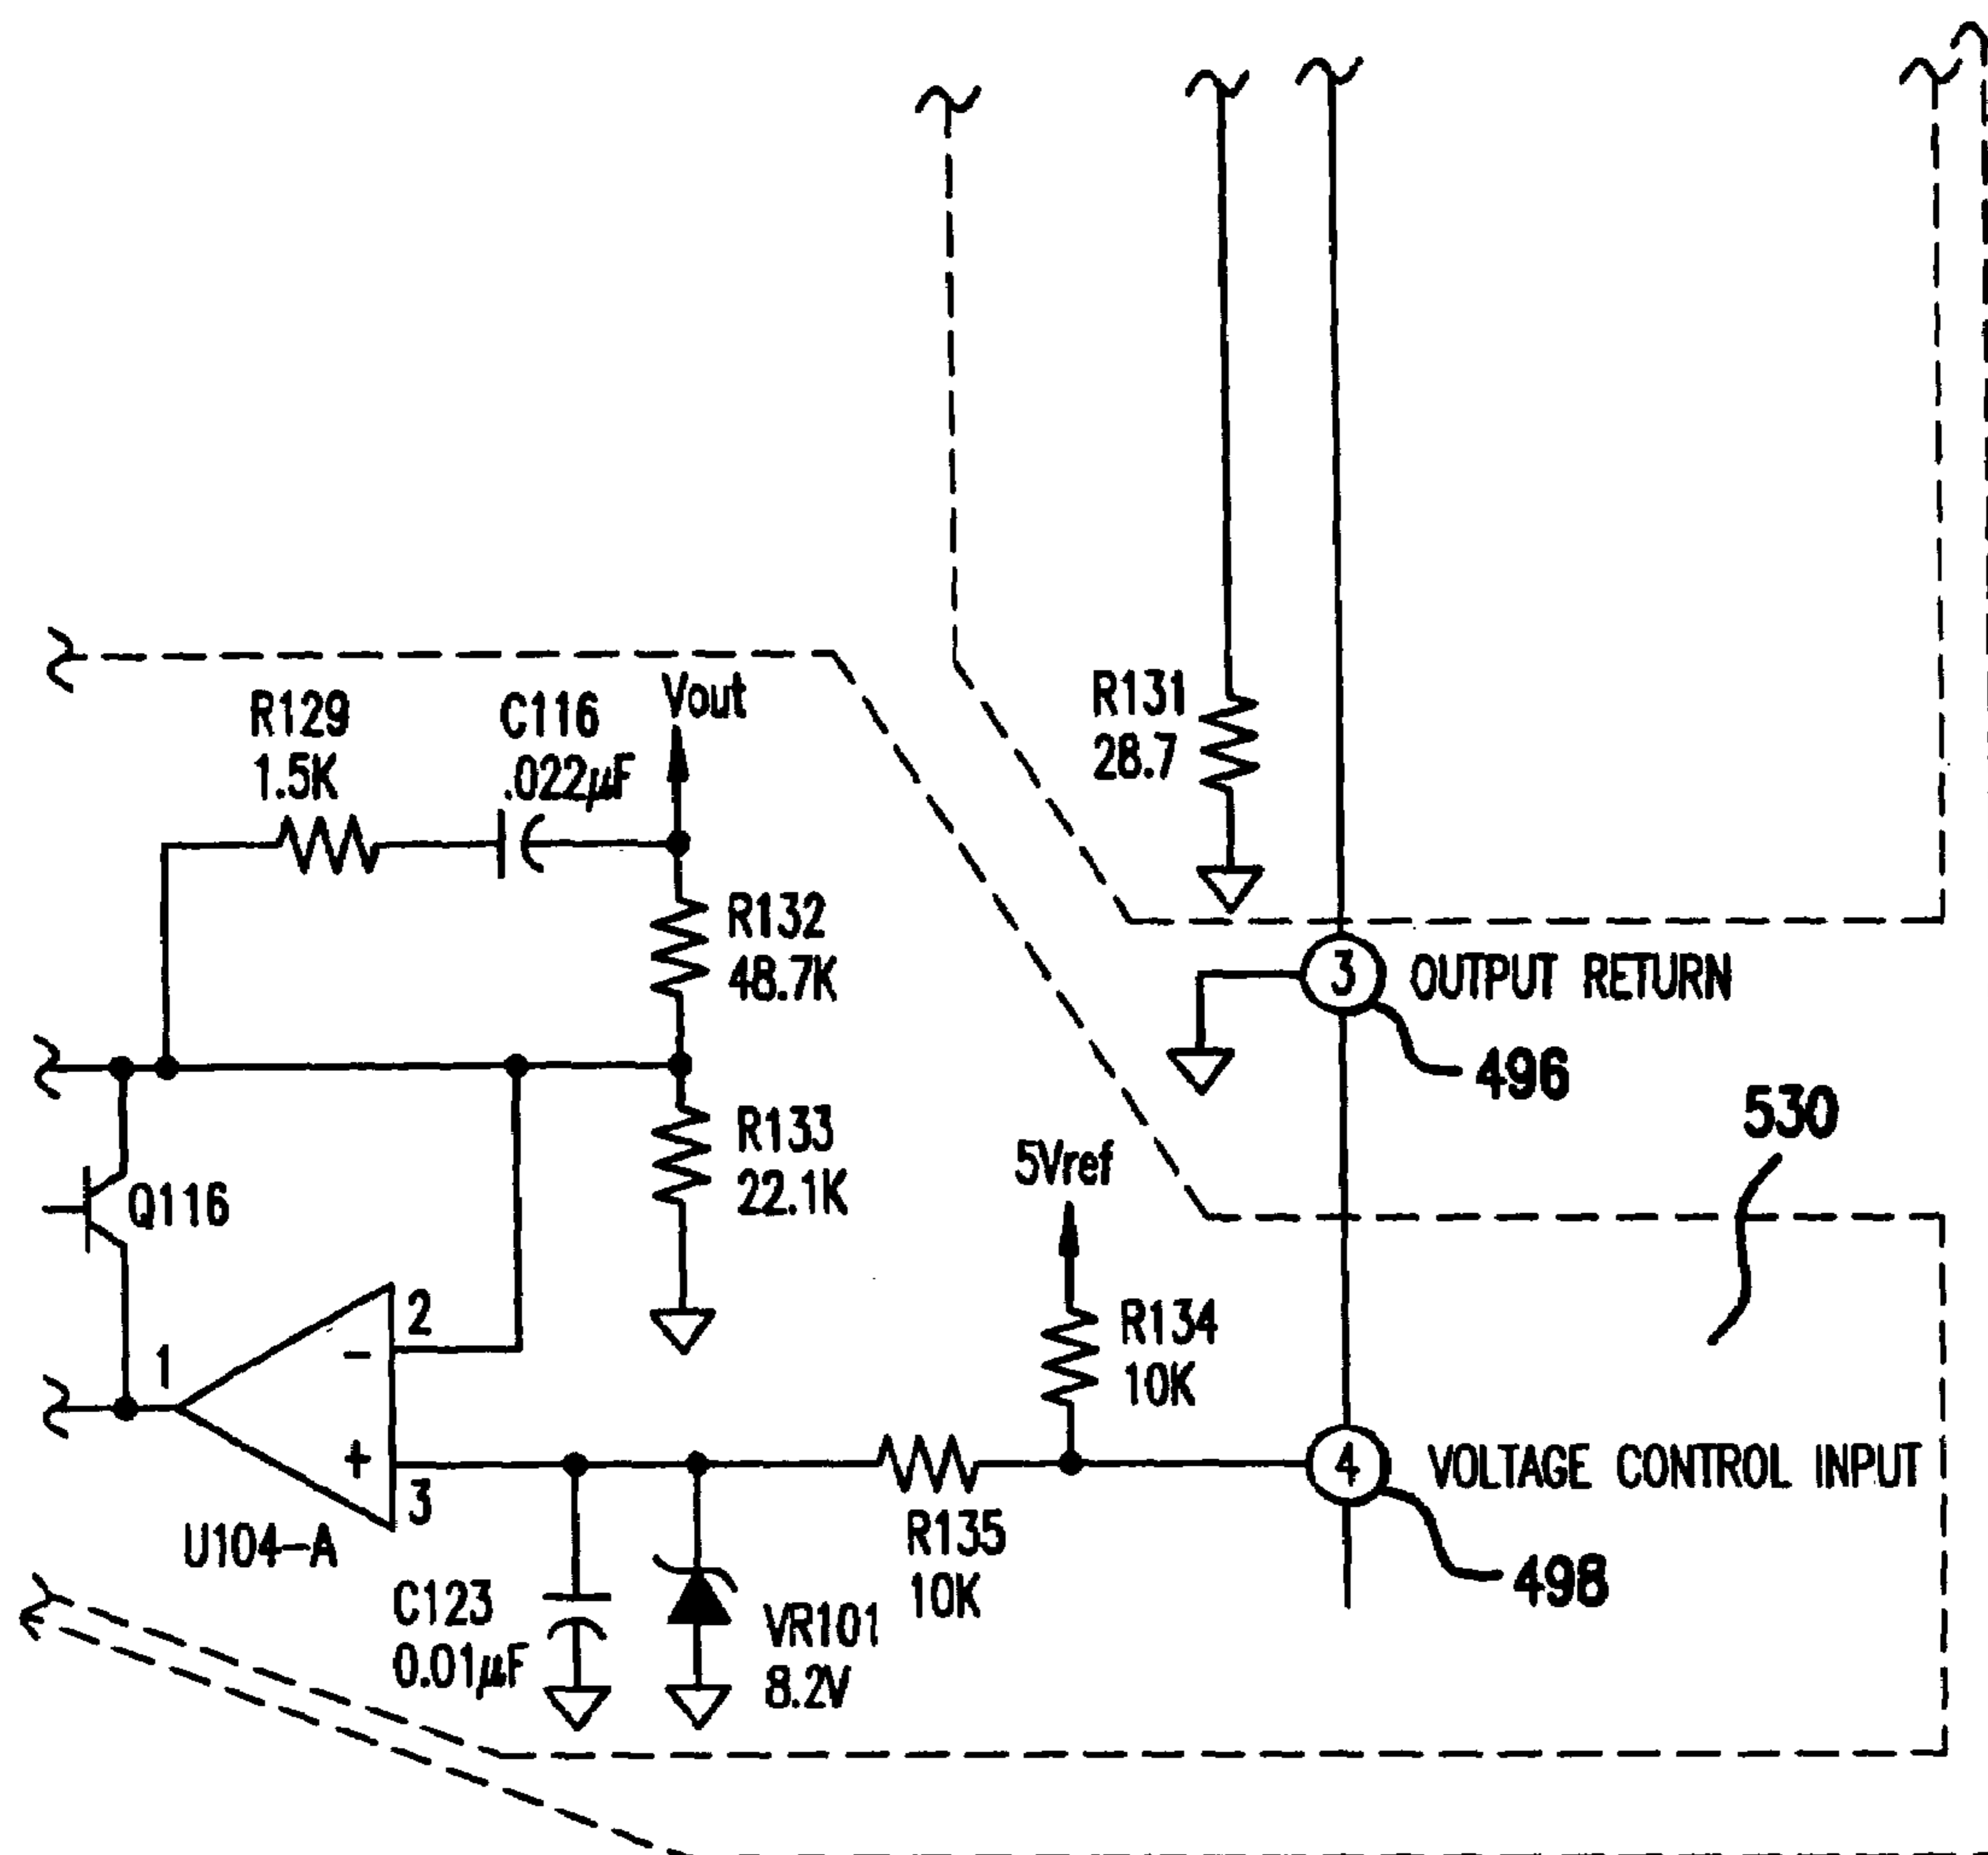 R129
1.5K
C116
.022µF
Vout
R131
28.7
R132
48.7K
3
OUTPUT RETURN
496
530
R133
22.1K
5Vref
Q116
2
1
-
+
3
U104-A
R134
10K
4
VOLTAGE CONTROL INPUT
R135
10K
498
C123
0.01µF
VR101
8.2V